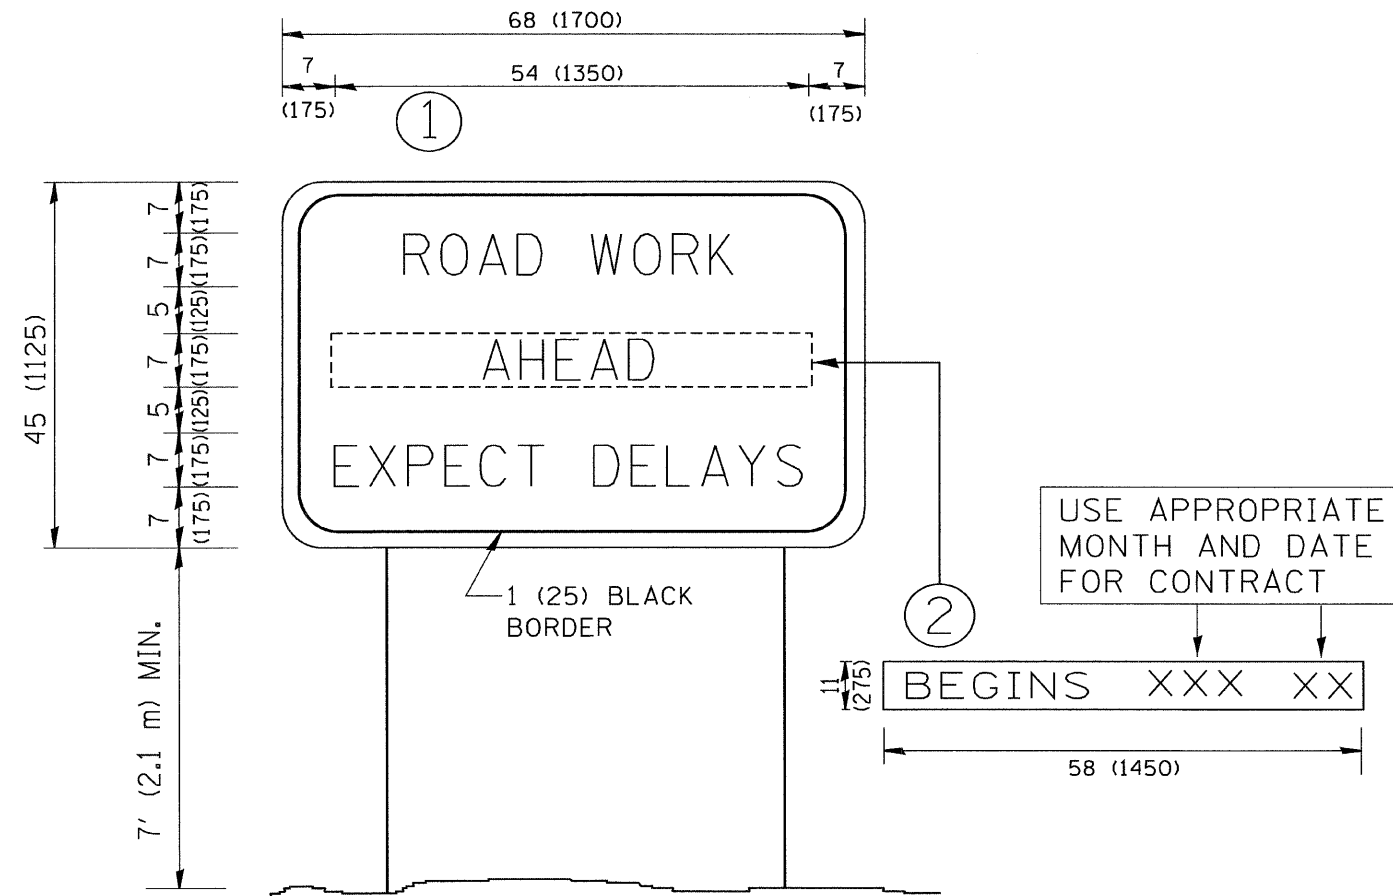 68 (1700)
7
54 (1350)
7
(175)
(175)
1
45 (1125)
7 (175)
7 (175)
5 (125)
7 (175)
5 (125)
7 (175)
7 (175)
ROAD WORK
AHEAD
EXPECT DELAYS
1 (25) BLACK
BORDER
7' (2.1 m) MIN.
2
USE APPROPRIATE
MONTH AND DATE
FOR CONTRACT
11
(275)
BEGINS XXX XX
58 (1450)